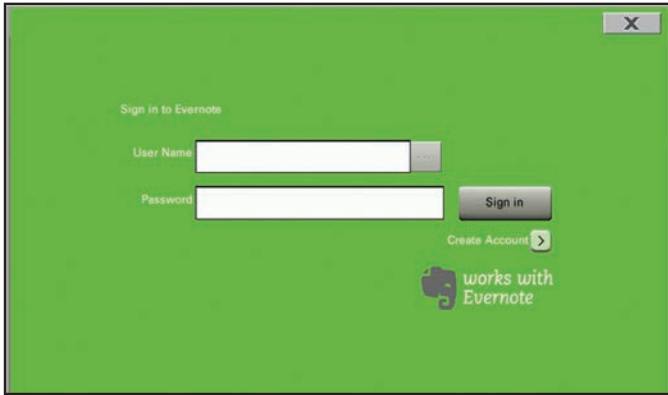 X
Sign in to Evernote
User Name
....
Password
Sign in
Create Account >
works with
Evernote